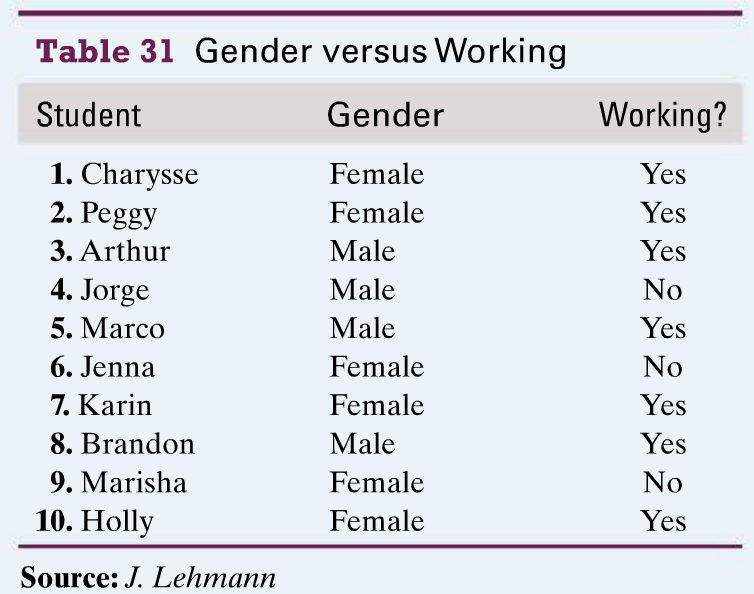 Table 31 Gender versus Working
Student Gender Working?
1. Charysse Female Yes
2. Peggy Female Yes
3. Arthur Male Yes
4. Jorge Male No
5. Marco Male Yes
6. Jenna Female No
7. Karin Female Yes
8. Brandon Male Yes
9. Marisha Female No
10. Holly Female Yes
Source: J. Lehmann